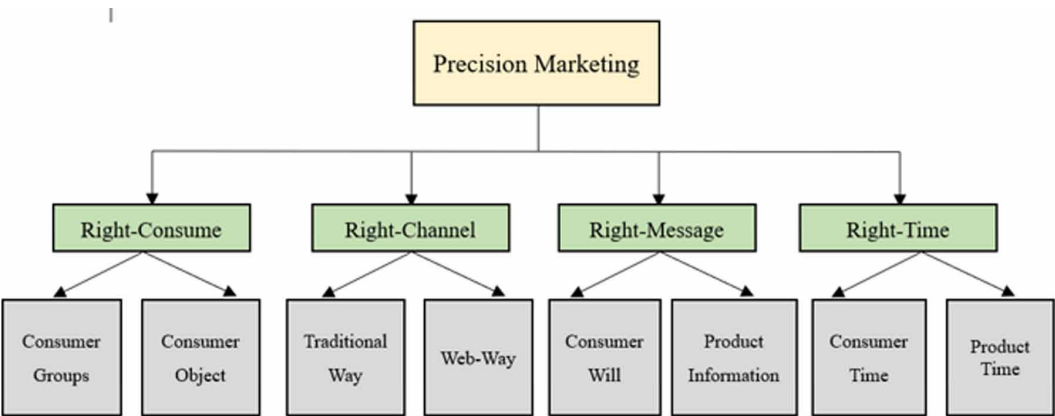 Precision Marketing
Right-Consume
Right-Channel
Right-Message
Right-Time
Consumer
Groups
Consumer
Object
Traditional
Way
Web-Way
Consumer
Will
Product
Information
Consumer
Time
Product
Time